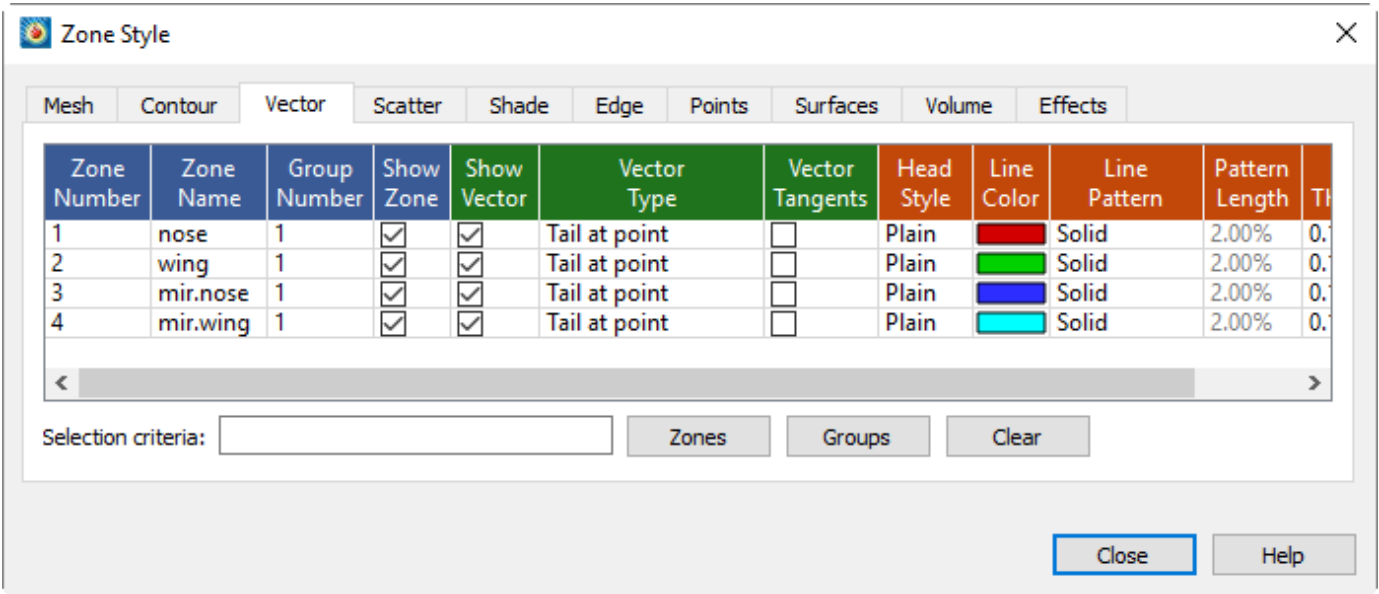 Zone Style
Mesh Contour Vector Scatter Shade Edge Points Surfaces Volume Effects
Zone Zone Group Show Show Vector Vector Head Line Line Pattern
Number Name Number Zone Vector Type Tangents Style Color Pattern Length
1 nose 1 Tail at point Plain Solid 2.00%
2 wing 1 Tail at point Plain Solid 2.00%
3 mir.nose 1 Tail at point Plain Solid 2.00%
4 mir.wing 1 Tail at point Plain Solid 2.00%
Selection criteria: Zones Groups Clear
Close Help